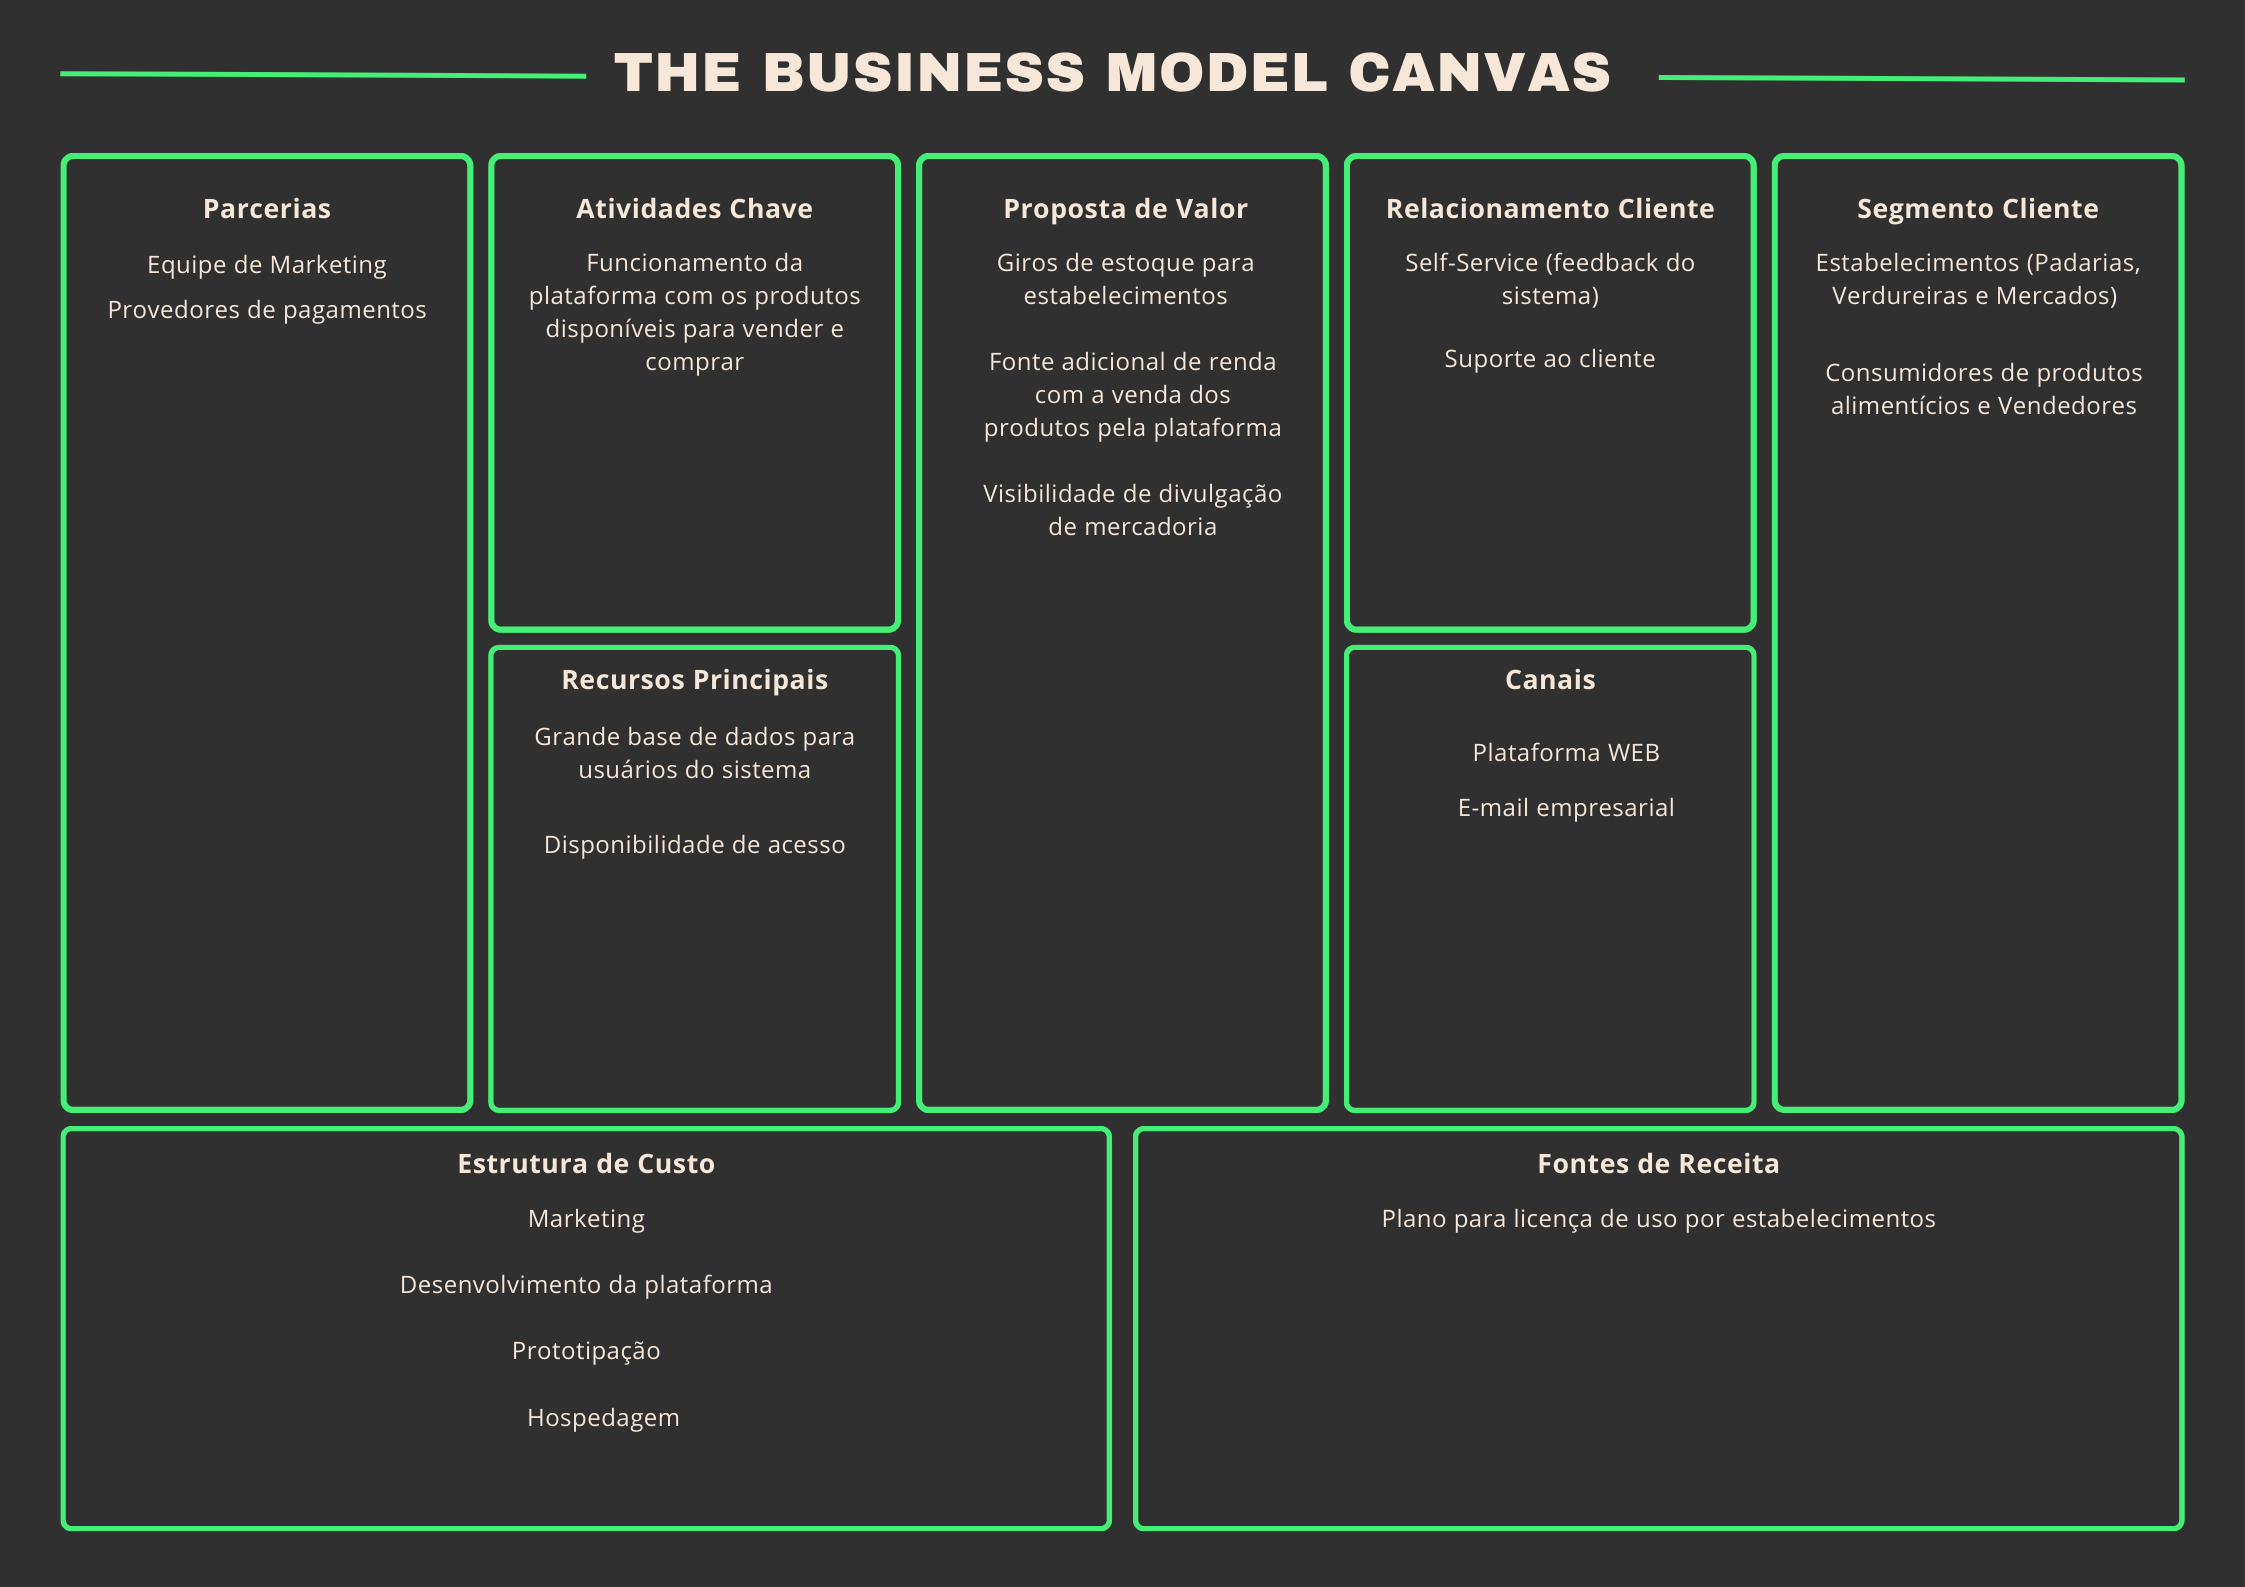 THE BUSINESS MODEL CANVAS
Parcerias
Equipe de Marketing
Provedores de pagamentos
Atividades Chave
Funcionamento da
plataforma com os produtos
disponíveis para vender e
comprar
Recursos Principais
Grande base de dados para
usuários do sistema
Disponibilidade de acesso
Proposta de Valor
Giros de estoque para
estabelecimentos
Fonte adicional de renda
com a venda dos
produtos pela plataforma
Visibilidade de divulgação
de mercadoria
Relacionamento Cliente
Self-Service (feedback do
sistema)
Suporte ao cliente
Canais
Plataforma WEB
E-mail empresarial
Segmento Cliente
Estabelecimentos (Padarias,
Verdureiras e Mercados)
Consumidores de produtos
alimentícios e Vendedores
Estrutura de Custo
Marketing
Desenvolvimento da plataforma
Prototipação
Hospedagem
Fontes de Receita
Plano para licença de uso por estabelecimentos